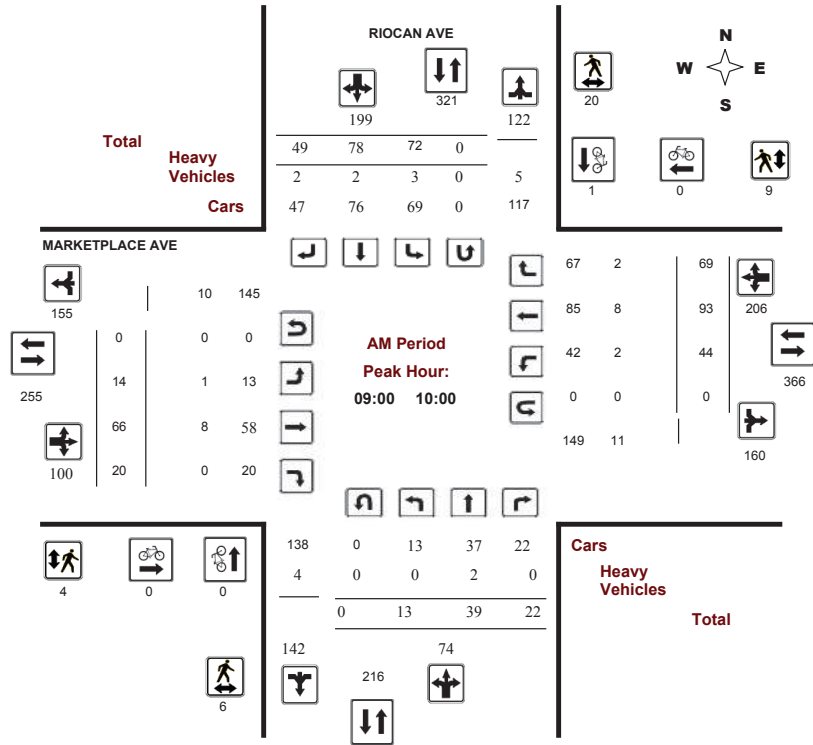 RIOCAN AVE
N
W E
S
321
20
199 122
Total
49 78 72 0
Heavy
Vehicles
2 2 3 0 5
1 0 9
Cars
47 76 69 0 117
MARKETPLACE AVE
67 2 69
155
10 145
206
0 0 0
85 8 93
AM Period
Peak Hour:
09:00 10:00
42 2 44
366
255
14 1 13
0 0 0
66 8 58
149 11
160
100
20 0 20
138 0 13 37 22
Cars
4 0 0 2 0
Heavy
Vehicles
4 0 0
0 13 39 22
Total
142 74
216
6